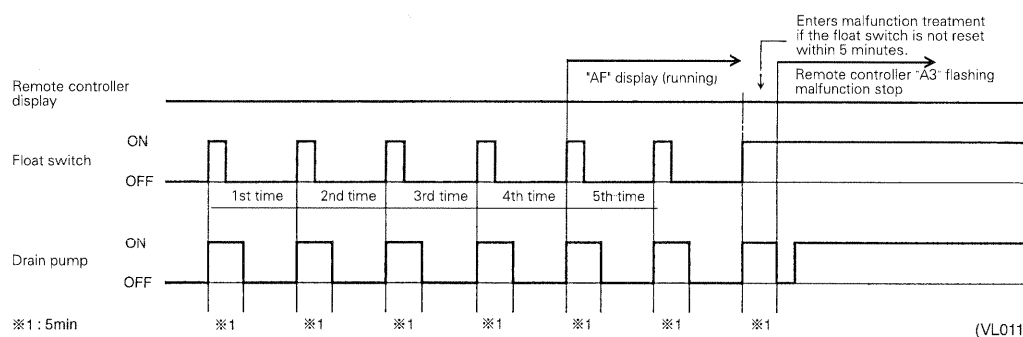 Enters malfunction treatment
if the float switch is not reset
within 5 minutes.
"AF" display (running)
Remote controller "A3" flashing
malfunction stop
Remote controller
display
ON
Float switch
OFF
1st time 2nd time 3rd time 4th time 5th time
ON
Drain pump
OFF
※1 : 5min ※1 ※1 ※1 ※1 ※1 ※1 ※1
(VL011